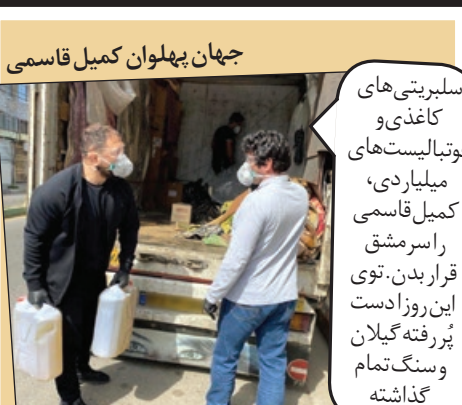 جهان پهلوان کمیل قاسمی
سلبریتی‌های
کاغذی و
وتبالیست‌های
میلیاردی،
کمیل قاسمی
را سرمشق
قرار بدن. توی
این روزا دست
پُر رفته گیلان
و سنگ تمام
گذاشته